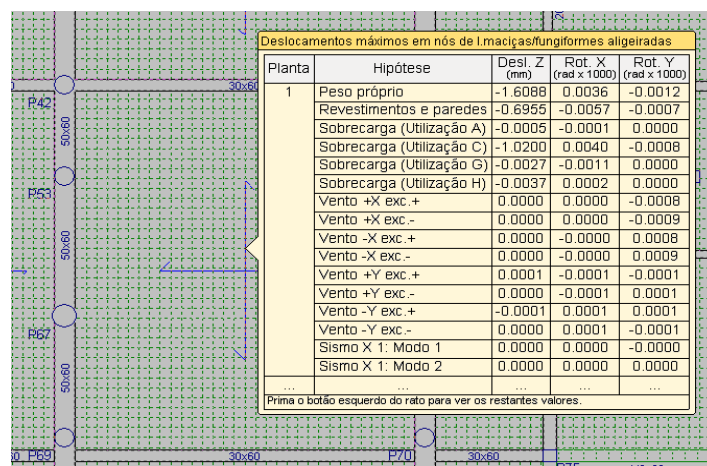 Deslocamentos máximos em nós de l.maciças/fungiformes aligeiradas
Planta Hipótese Desl. Z (mm) Rot. X (rad x 1000) Rot. Y (rad x 1000)
1 Peso próprio -1.6088 0.0036 -0.0012
Revestimentos e paredes -0.6955 -0.0057 -0.0007
Sobrecarga (Utilização A) -0.0005 -0.0001 0.0000
Sobrecarga (Utilização C) -1.0200 0.0040 -0.0008
Sobrecarga (Utilização G) -0.0027 -0.0011 0.0000
Sobrecarga (Utilização H) -0.0037 0.0002 0.0000
Vento +X exc.+ 0.0000 0.0000 -0.0008
Vento +X exc.- 0.0000 0.0000 -0.0009
Vento -X exc.+ 0.0000 -0.0000 0.0008
Vento -X exc.- 0.0000 -0.0000 0.0009
Vento +Y exc.+ 0.0001 -0.0001 -0.0001
Vento +Y exc.- 0.0000 -0.0001 0.0001
Vento -Y exc.+ -0.0001 0.0001 0.0001
Vento -Y exc.- 0.0000 0.0001 -0.0001
Sismo X 1: Modo 1 0.0000 0.0000 -0.0000
Sismo X 1: Modo 2 0.0000 0.0000 0.0000
... ... ... ... ...
Prima o botão esquerdo do rato para ver os restantes valores.
P42
30x60
50x60
P53
50x60
P67
50x60
P69
30x60
P70
30x60